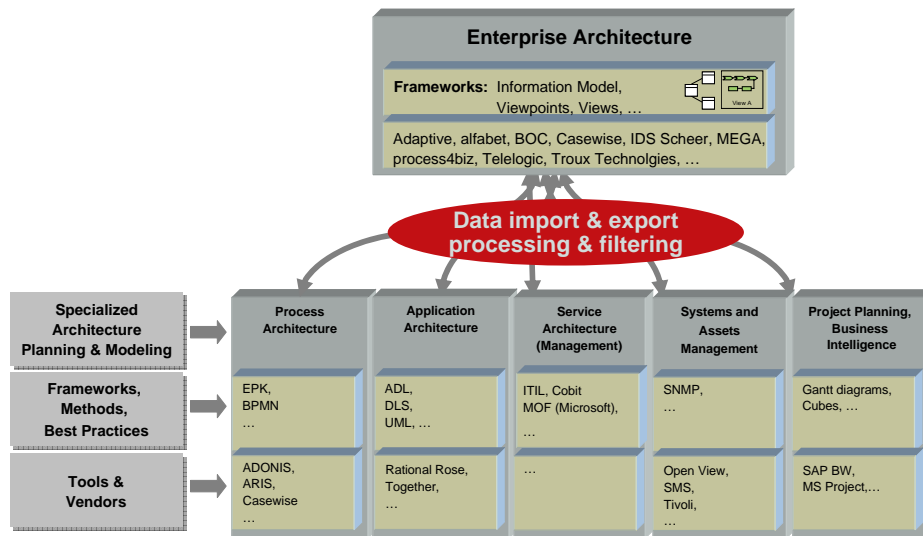 Enterprise Architecture
Frameworks: Information Model,
Viewpoints, Views, …
View A
Adaptive, alfabet, BOC, Casewise, IDS Scheer, MEGA,
process4biz, Telelogic, Troux Technolgies, …
Data import & export
processing & filtering
Specialized
Architecture
Planning & Modeling
Process
Architecture
Application
Architecture
Service
Architecture
(Management)
Systems and
Assets
Management
Project Planning,
Business
Intelligence
Frameworks,
Methods,
Best Practices
EPK,
BPMN
…
ADL,
DLS,
UML, …
ITIL, Cobit
MOF (Microsoft),
…
SNMP,
…
Gantt diagrams,
Cubes, …
Tools &
Vendors
ADONIS,
ARIS,
Casewise
…
Rational Rose,
Together,
…
…
Open View,
SMS,
Tivoli,
…
SAP BW,
MS Project,…